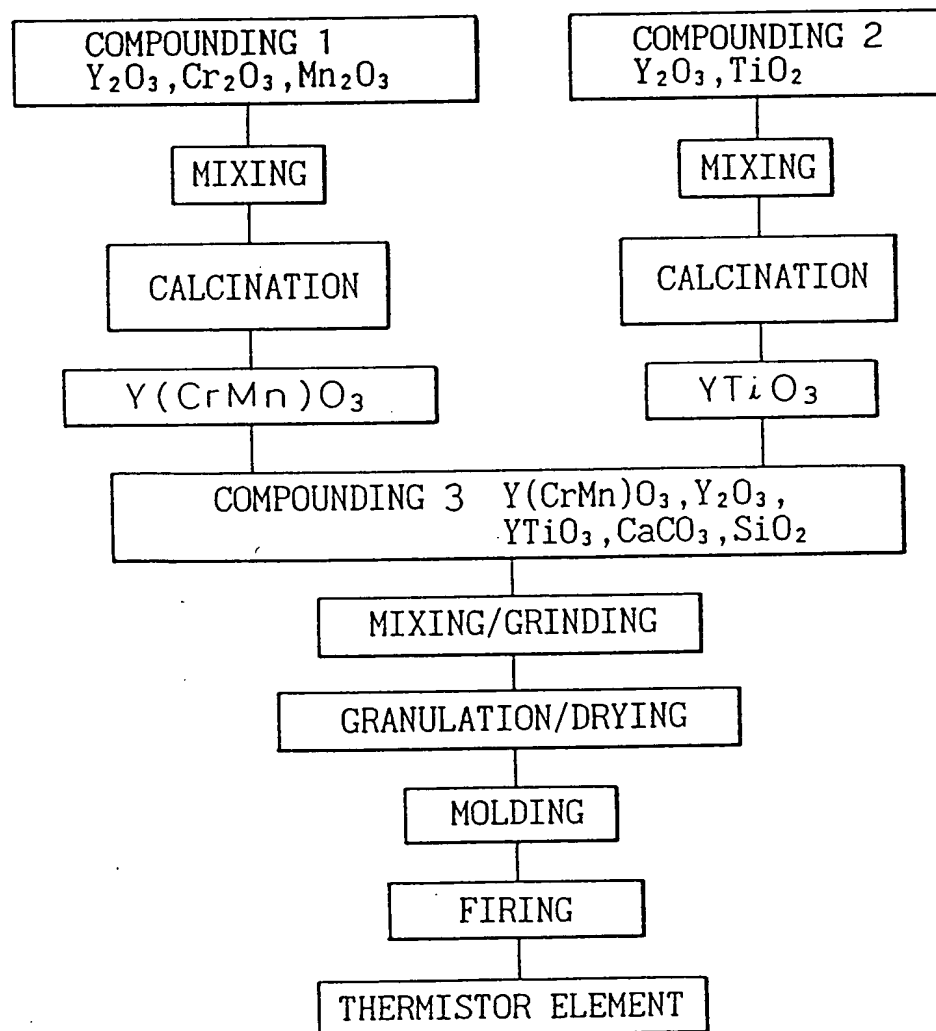 COMPOUNDING 1
Y₂O₃,Cr₂O₃,Mn₂O₃
MIXING
CALCINATION
Y(CrMn)O₃
COMPOUNDING 2
Y₂O₃,TiO₂
MIXING
CALCINATION
YTiO₃
COMPOUNDING 3 Y(CrMn)O₃,Y₂O₃,
YTiO₃,CaCO₃,SiO₂
MIXING/GRINDING
GRANULATION/DRYING
MOLDING
FIRING
THERMISTOR ELEMENT